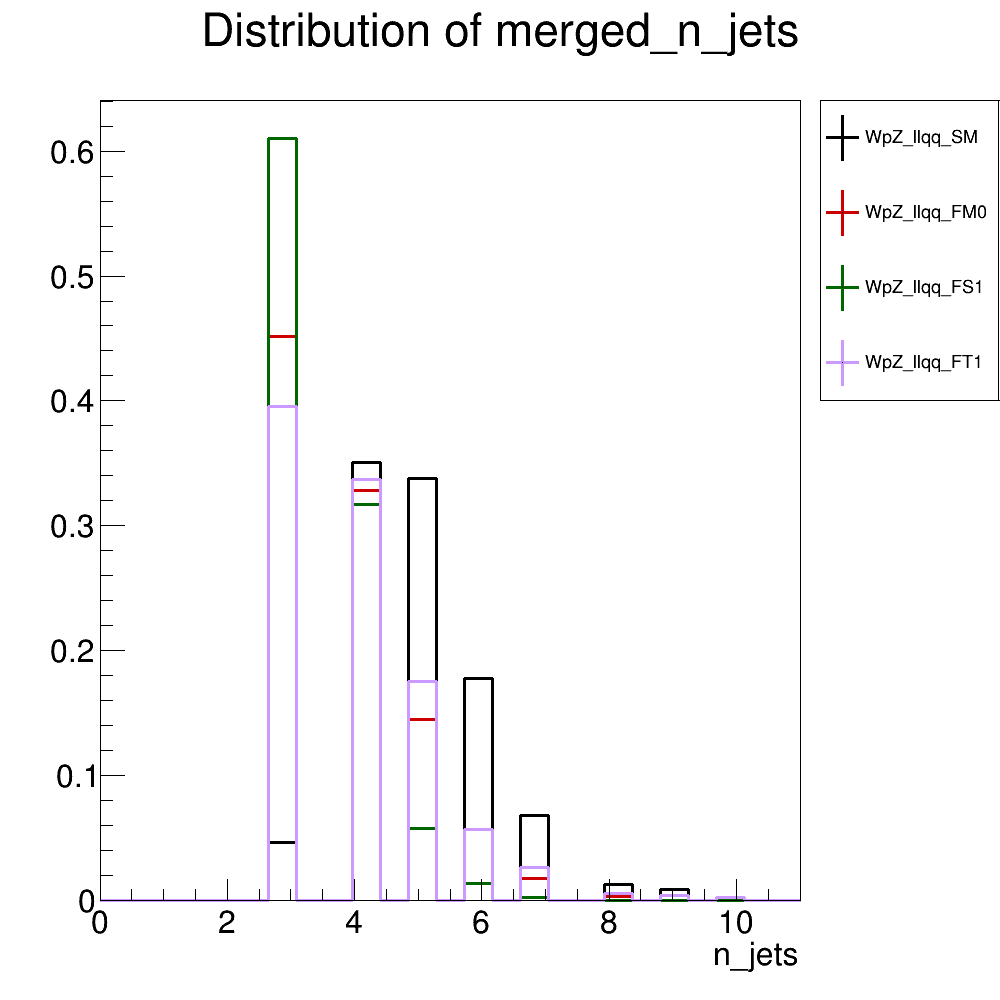 Distribution of merged_n_jets
0.6
0.5
0.4
0.3
0.2
0.1
0
0 2 4 6 8 10
n_jets
WpZ_llqq_SM
WpZ_llqq_FM0
WpZ_llqq_FS1
WpZ_llqq_FT1